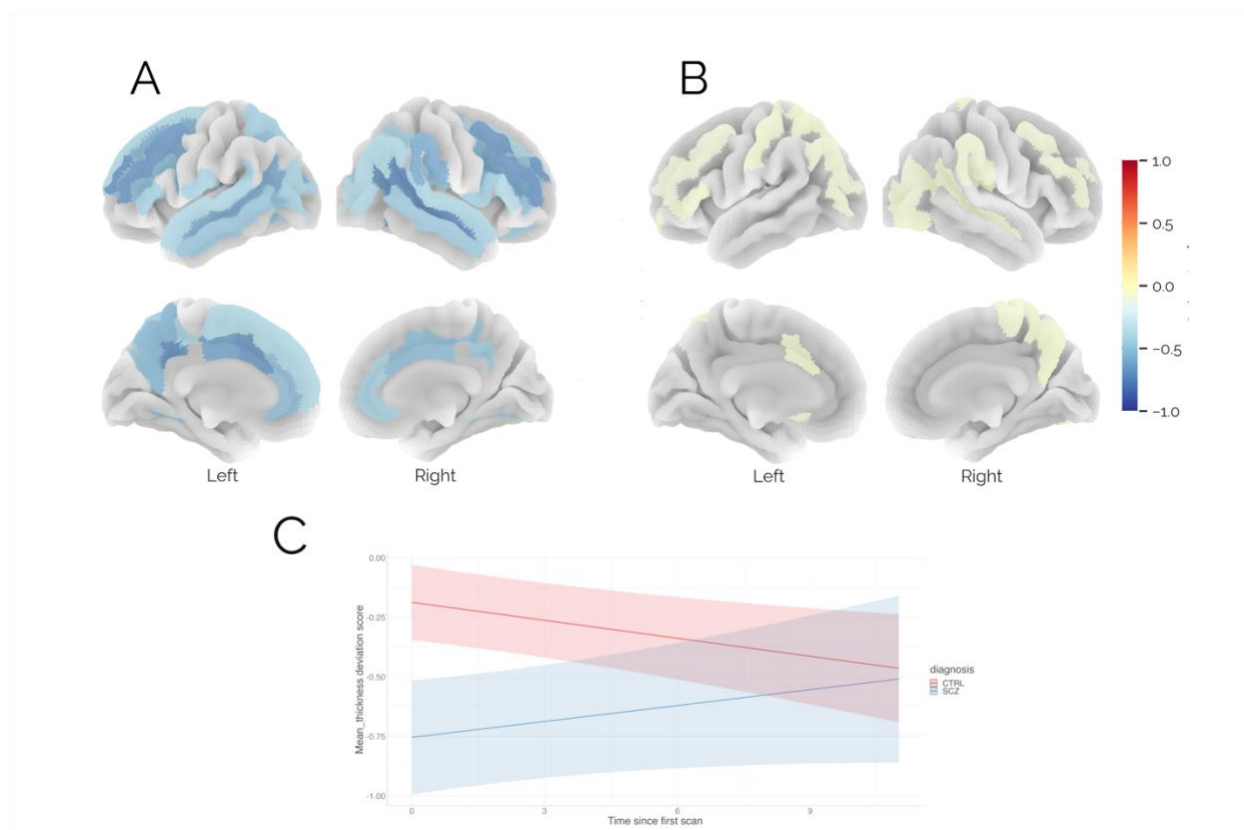 A
B
1.0
0.5
0.0
−0.5
−1.0
Left
Right
Left
Right
C
0.00
-0.25
-0.50
-0.75
-1.00
Mean_thickness deviation score
0
3
6
9
Time since first scan
diagnosis
CTRL
SCZ